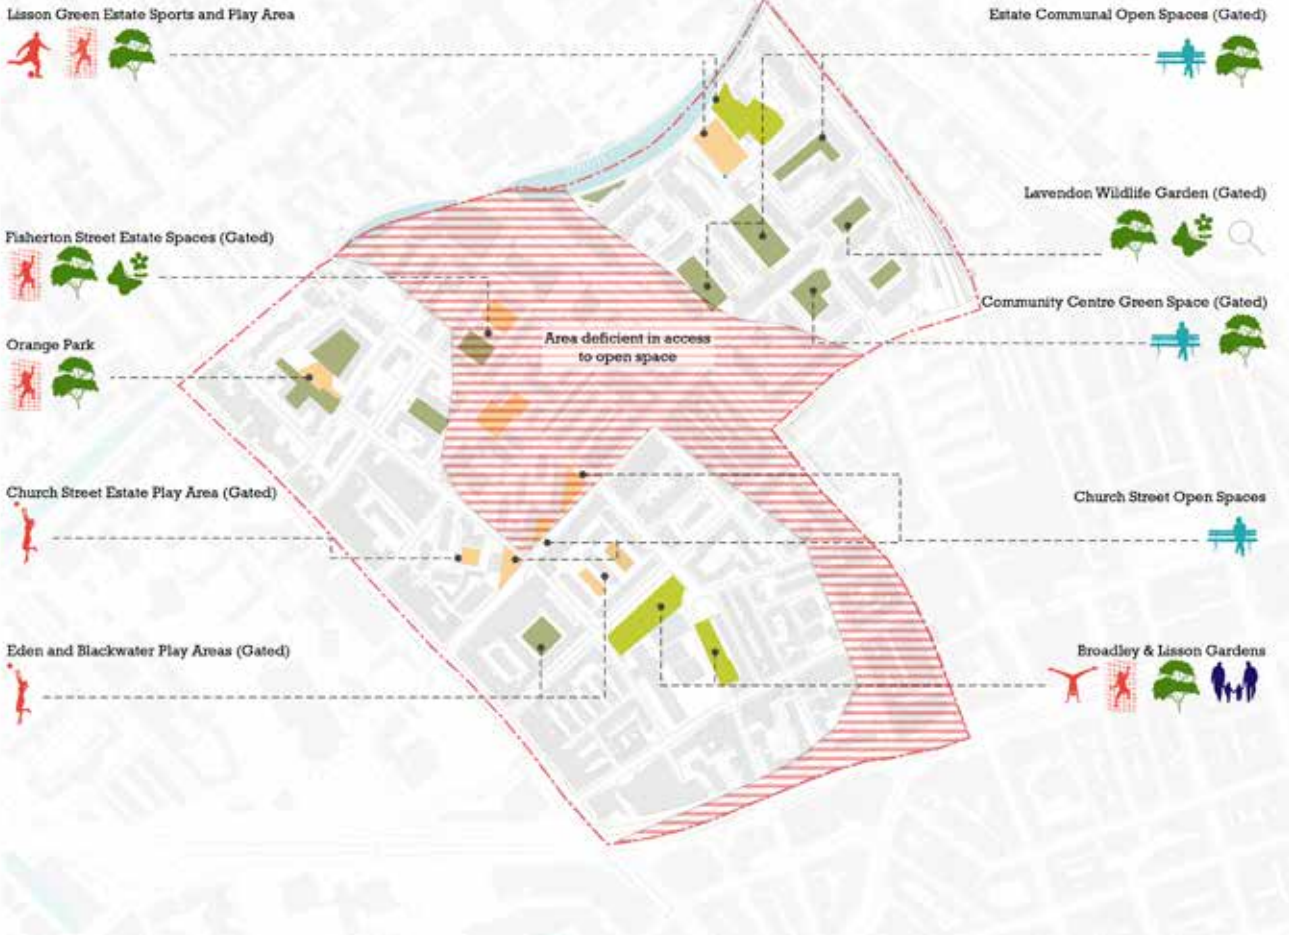 Lisson Green Estate Sports and Play Area
Estate Communal Open Spaces (Gated)
Lavendon Wildlife Garden (Gated)
Fisherton Street Estate Spaces (Gated)
Community Centre Green Space (Gated)
Area deficient in access
to open space
Orange Park
Church Street Estate Play Area (Gated)
Church Street Open Spaces
Eden and Blackwater Play Areas (Gated)
Broadley & Lisson Gardens